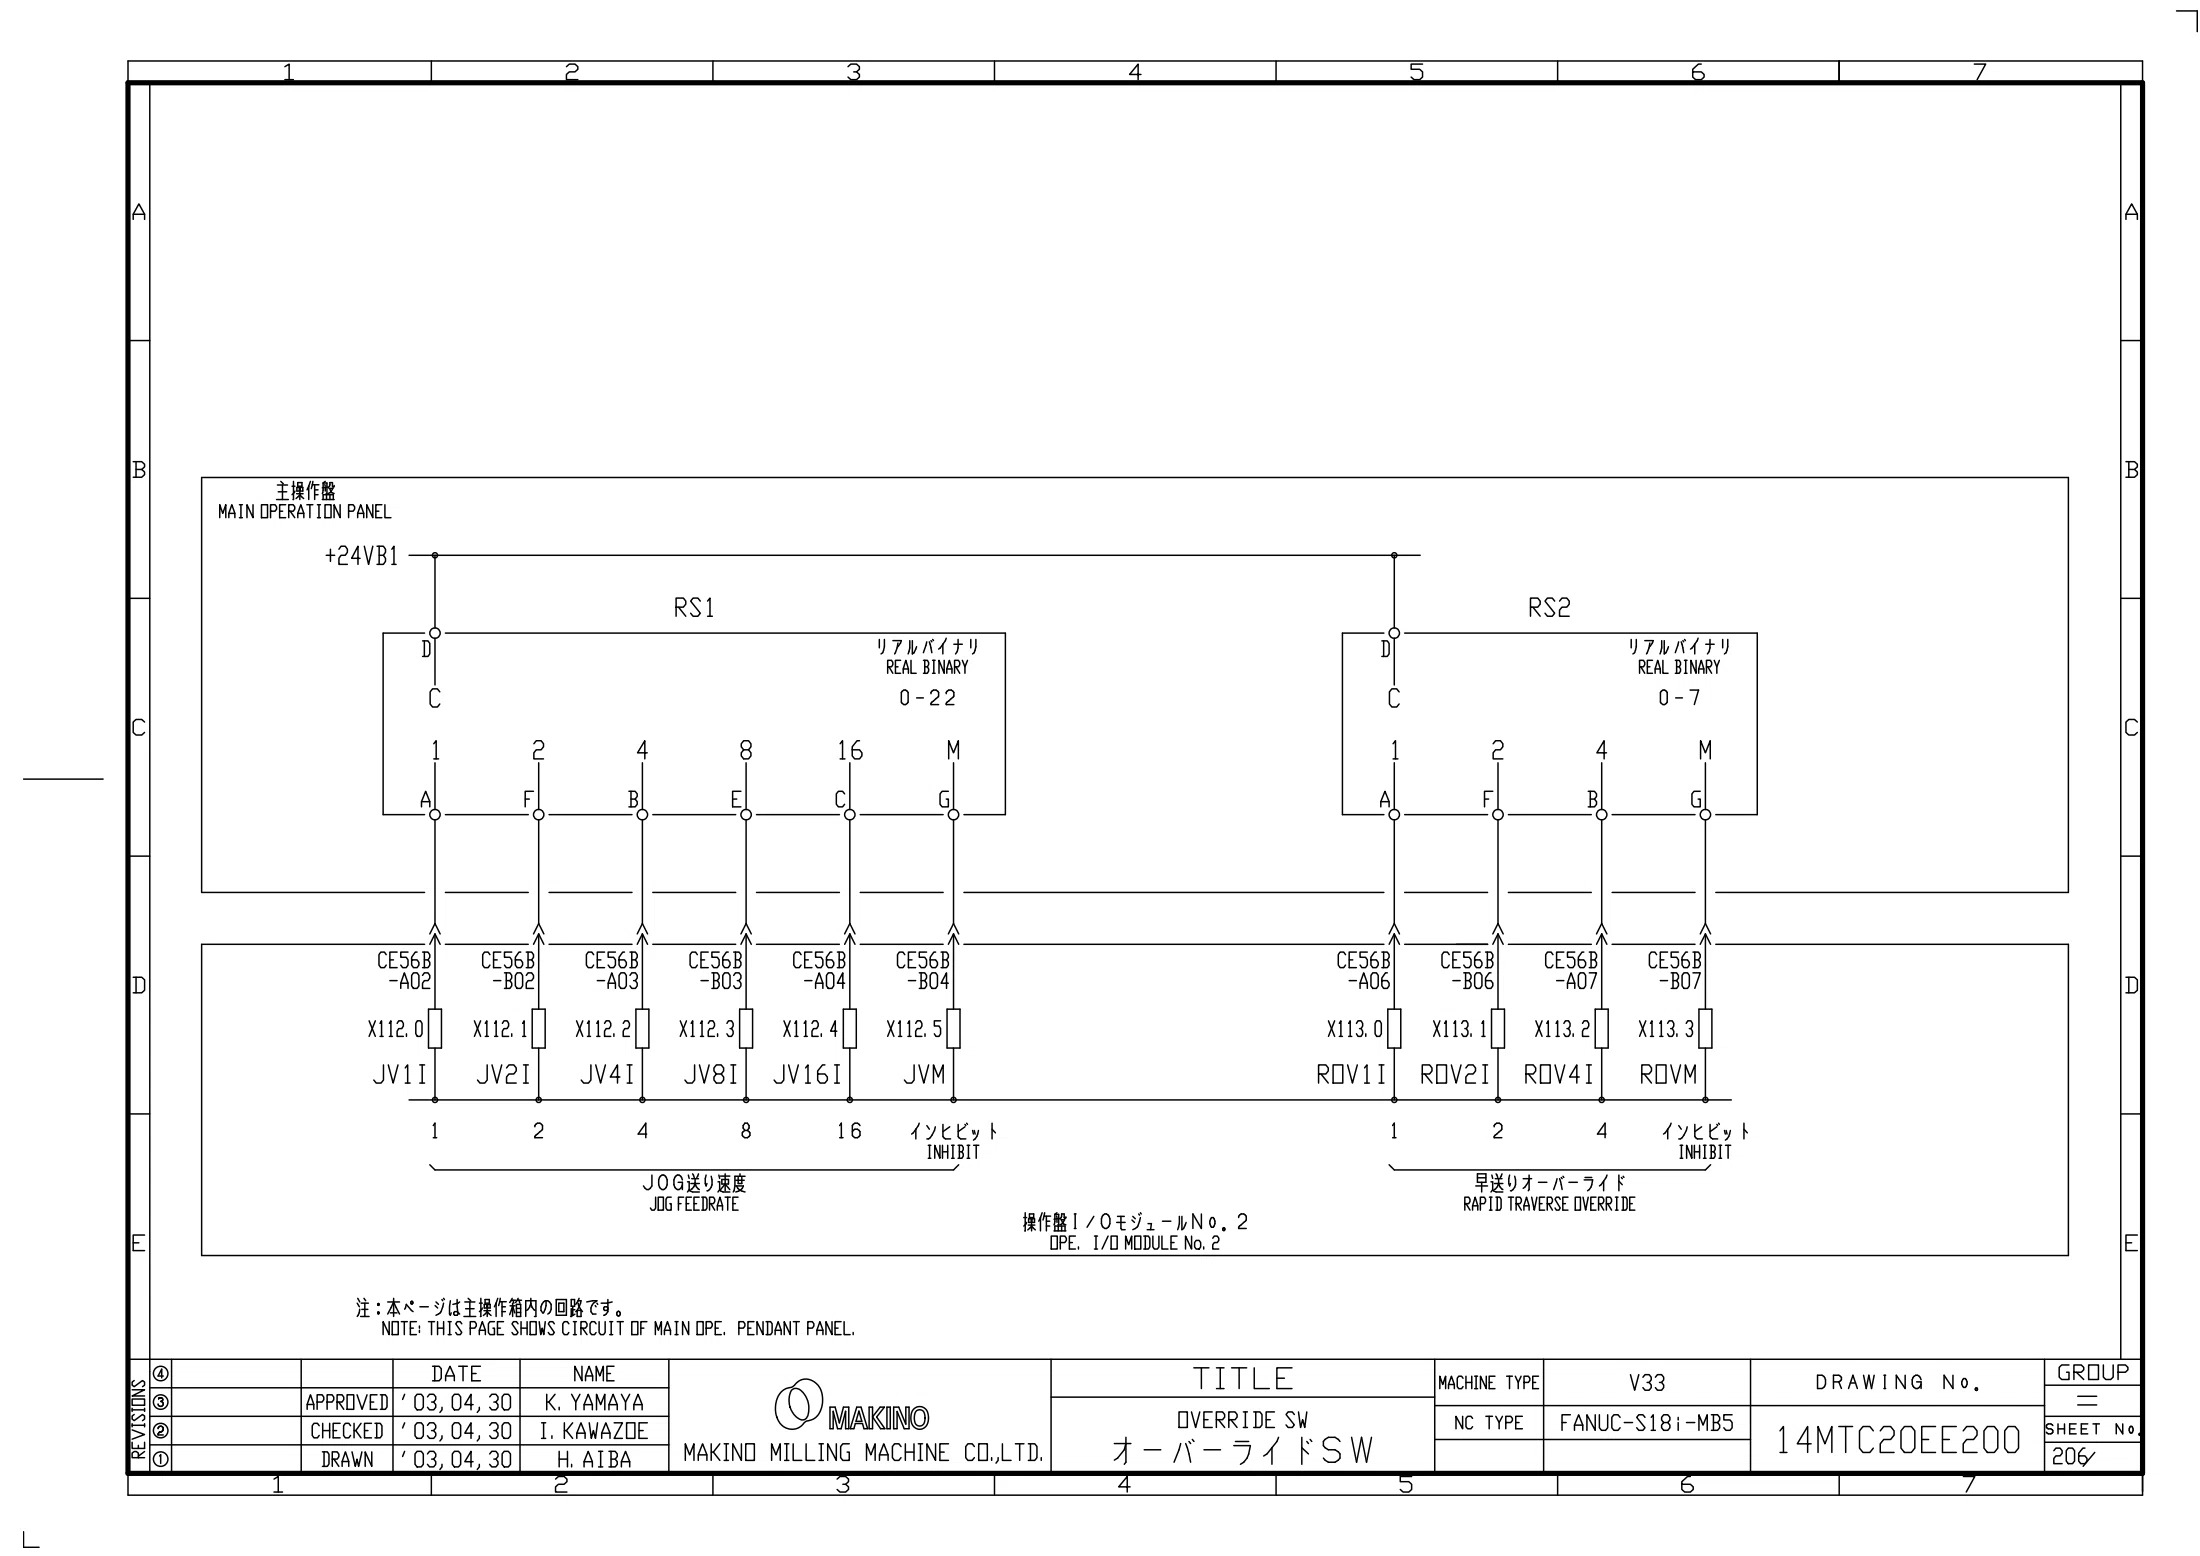 1 2 3 4 5 6 7
A A
B B
主操作盤
MAIN OPERATION PANEL
+24VB1
RS1 RS2
D リアルバイナリ D リアルバイナリ
REAL BINARY REAL BINARY
C 0-22 C 0-7
C C
1 2 4 8 16 M 1 2 4 M
A F B E C G A F B G
CE56B CE56B CE56B CE56B CE56B CE56B CE56B CE56B CE56B CE56B
-A02 -B02 -A03 -B03 -A04 -B04 -A06 -B06 -A07 -B07
D D
X112.0 X112.1 X112.2 X112.3 X112.4 X112.5 X113.0 X113.1 X113.2 X113.3
JV1I JV2I JV4I JV8I JV16I JVM ROV1I ROV2I ROV4I ROVM
1 2 4 8 16 インヒビット 1 2 4 インヒビット
INHIBIT INHIBIT
JOG送り速度 早送りオーバーライド
JOG FEEDRATE RAPID TRAVERSE OVERRIDE
操作盤I/OモジュールNo.2
OPE. I/O MODULE No.2
E E
注:本ページは主操作箱内の回路です。
NOTE: THIS PAGE SHOWS CIRCUIT OF MAIN OPE. PENDANT PANEL.
REVISIONS
④ DATE NAME
③ APPROVED '03,04,30 K. YAMAYA
② CHECKED '03,04,30 I. KAWAZOE
① DRAWN '03,04,30 H. AIBA
MAKINO
MAKINO MILLING MACHINE CO.,LTD.
TITLE
OVERRIDE SW
オーバーライドSW
MACHINE TYPE V33
NC TYPE FANUC-S18i-MB5
DRAWING No.
14MTC20EE200
GROUP
=
SHEET No.
206/
1 2 3 4 5 6 7